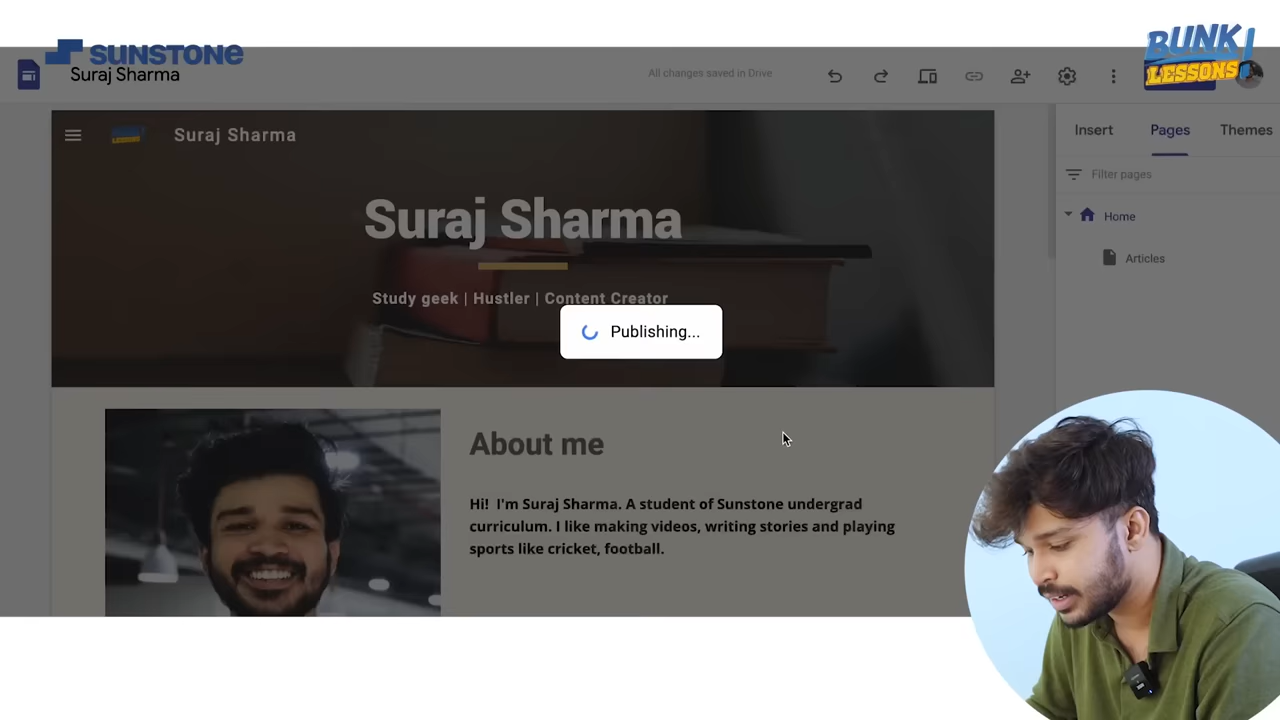 SUNSTONE
BUNK
LESSONS!
Suraj Sharma
All changes saved in Drive
Insert
Pages
Themes
LESSONS
Suraj Sharma
Filter pages
Suraj Sharma
Home
Articles
Study geek | Hustler | Content Creator
Publishing...
About me
Hi! I'm Suraj Sharma. A student of Sunstone undergrad
curriculum. I like making videos, writing stories and playing
sports like cricket, football.